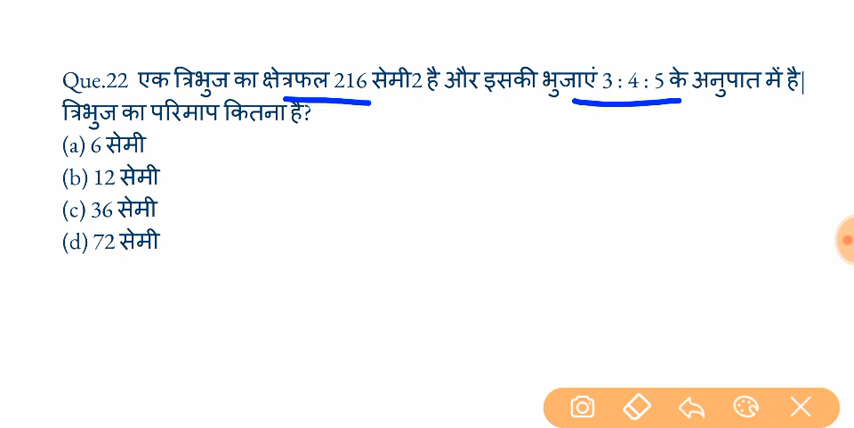 Que.22 एक त्रिभुज का क्षेत्रफल 216 सेमी2 है और इसकी भुजाएं 3 : 4 : 5 के अनुपात में है|
त्रिभुज का परिमाप कितना है?
(a) 6 सेमी
(b) 12 सेमी
(c) 36 सेमी
(d) 72 सेमी